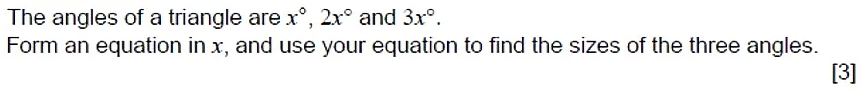 The angles of a triangle are x°, 2x° and 3x°.
Form an equation in x, and use your equation to find the sizes of the three angles.
[3]